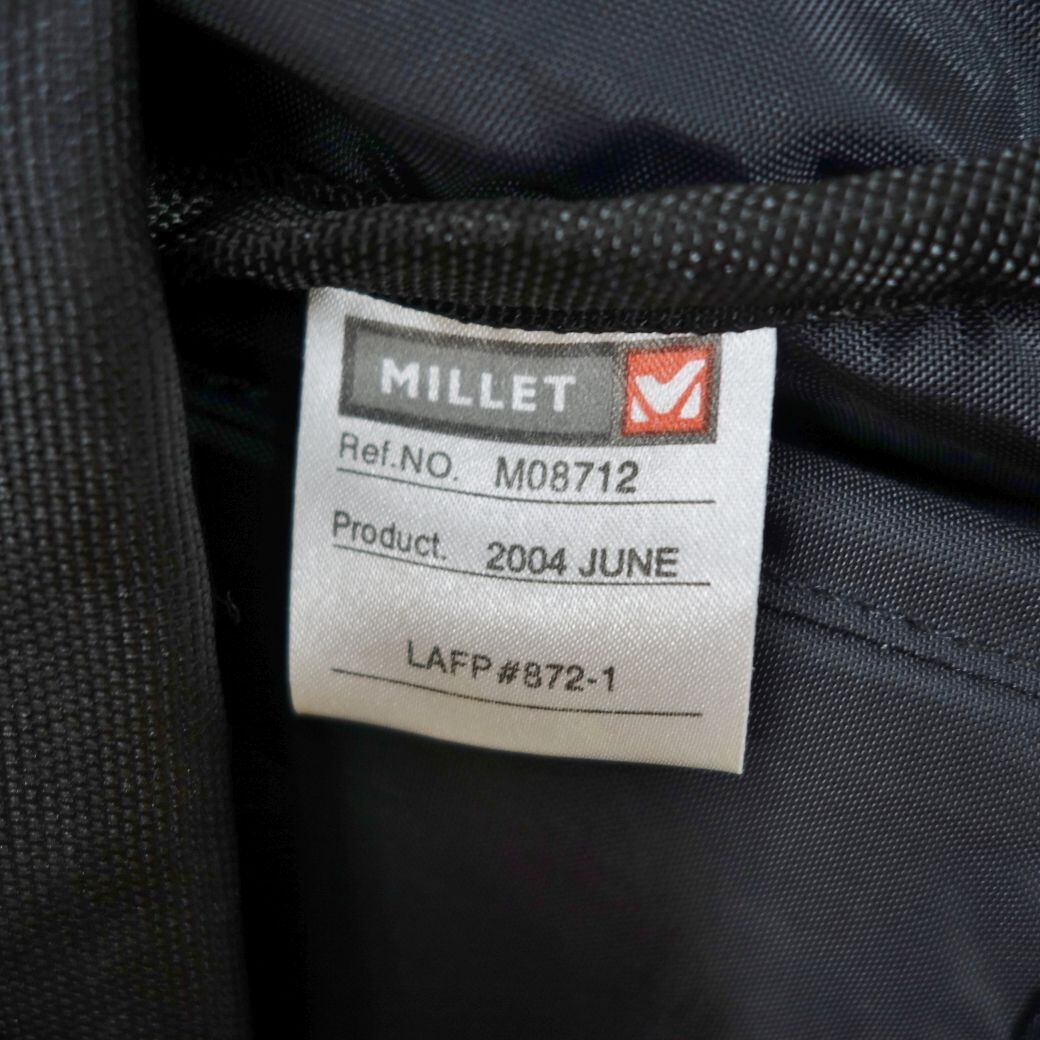 MILLET
Ref.NO. M08712
Product. 2004 JUNE
LAFP#872-1